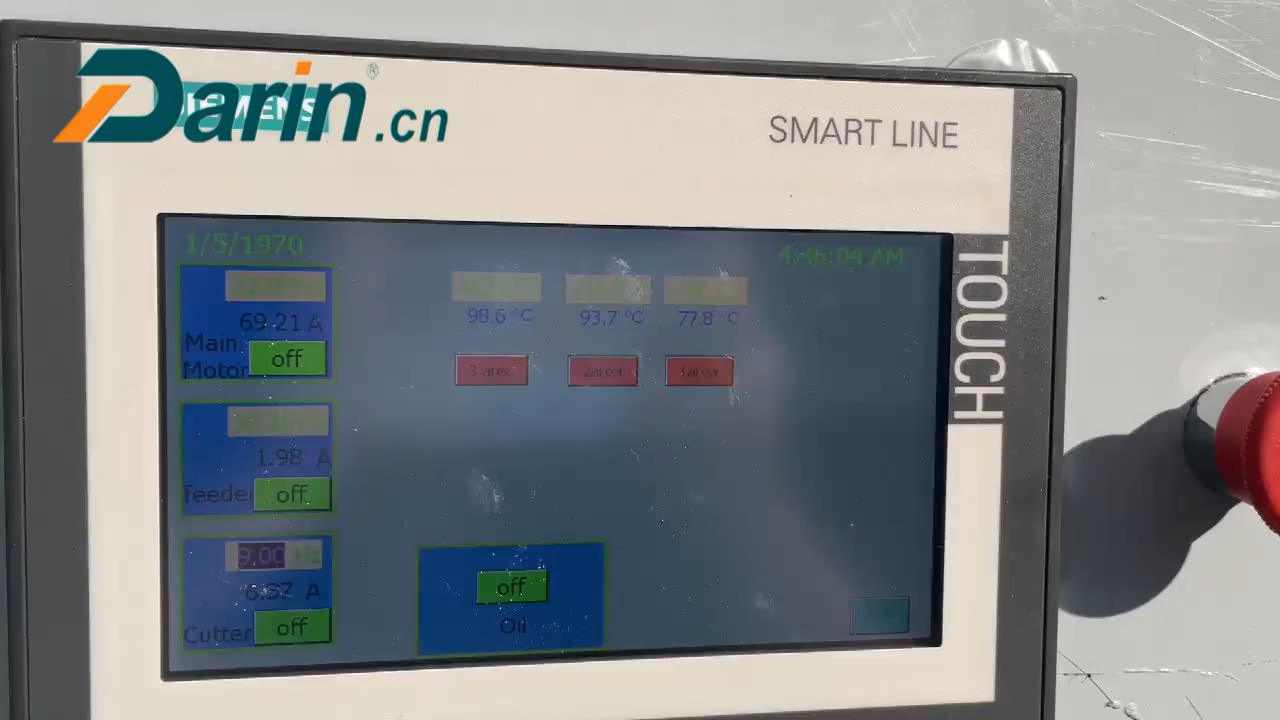 Darin.cn
®
SIEMENS
SMART LINE
TOUCH
1/5/1970
4:46:04 AM
69.21 A
Main Motor
off
98.6 °C
93.7 °C
77.8 °C
3 area
2area
1area
1.98 A
feeder
off
9.00 Hz
6.37 A
Cutter
off
off
Oil